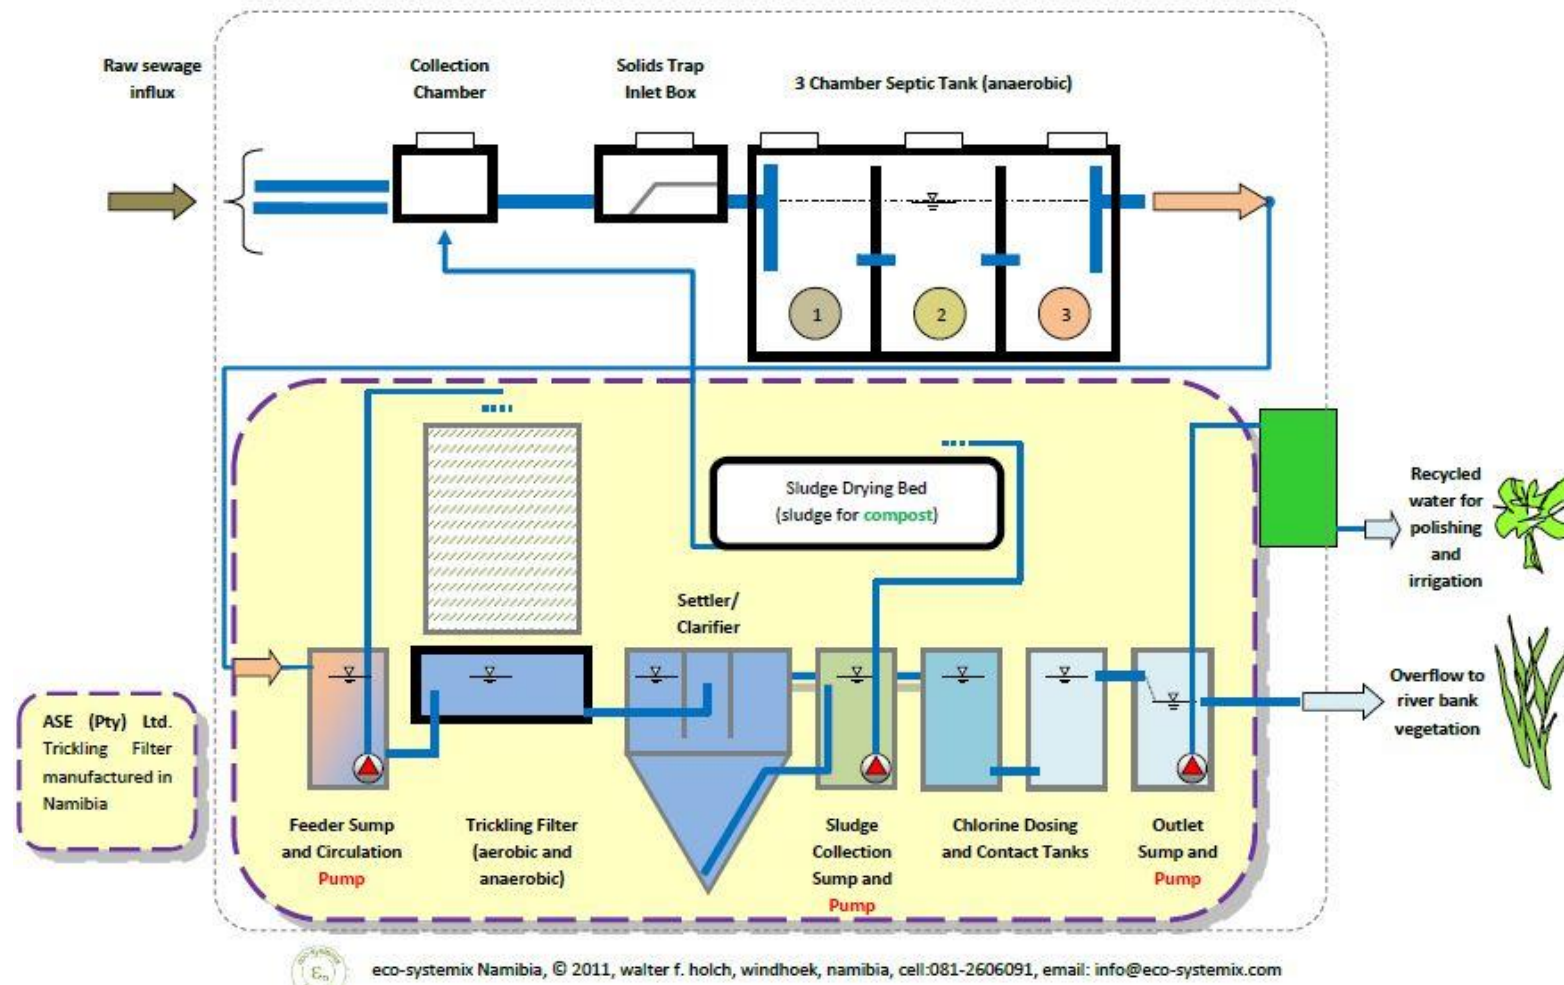 Raw sewage
influx
Collection
Chamber
Solids Trap
Inlet Box
3 Chamber Septic Tank (anaerobic)
1
2
3
Sludge Drying Bed
(sludge for compost)
Recycled
water for
polishing
and
irrigation
Settler/
Clarifier
Overflow to
river bank
vegetation
ASE (Pty) Ltd.
Trickling Filter
manufactured in
Namibia
Feeder Sump
and Circulation
Pump
Trickling Filter
(aerobic and
anaerobic)
Sludge
Collection
Sump and
Pump
Chlorine Dosing
and Contact Tanks
Outlet
Sump and
Pump
eco-systemix Namibia, © 2011, walter f. holch, windhoek, namibia, cell:081-2606091, email: info@eco-systemix.com